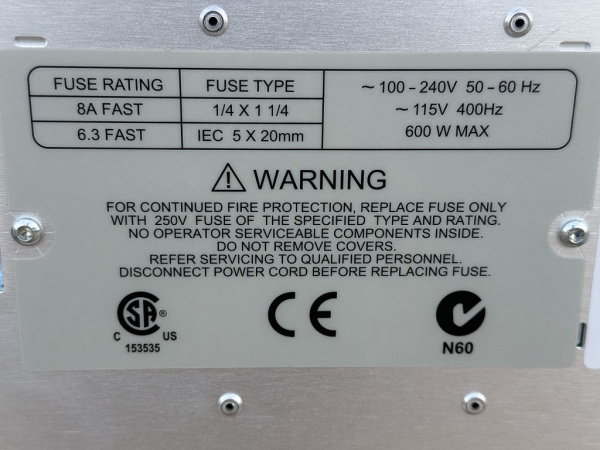 FUSE RATING FUSE TYPE ~ 100 – 240V 50 – 60 Hz
8A FAST 1/4 X 1 1/4 ~ 115V 400Hz
6.3 FAST IEC 5 X 20mm 600 W MAX
WARNING
FOR CONTINUED FIRE PROTECTION, REPLACE FUSE ONLY
WITH 250V FUSE OF THE SPECIFIED TYPE AND RATING.
NO OPERATOR SERVICEABLE COMPONENTS INSIDE.
DO NOT REMOVE COVERS.
REFER SERVICING TO QUALIFIED PERSONNEL.
DISCONNECT POWER CORD BEFORE REPLACING FUSE.
CSA CE
C US
153535 N60